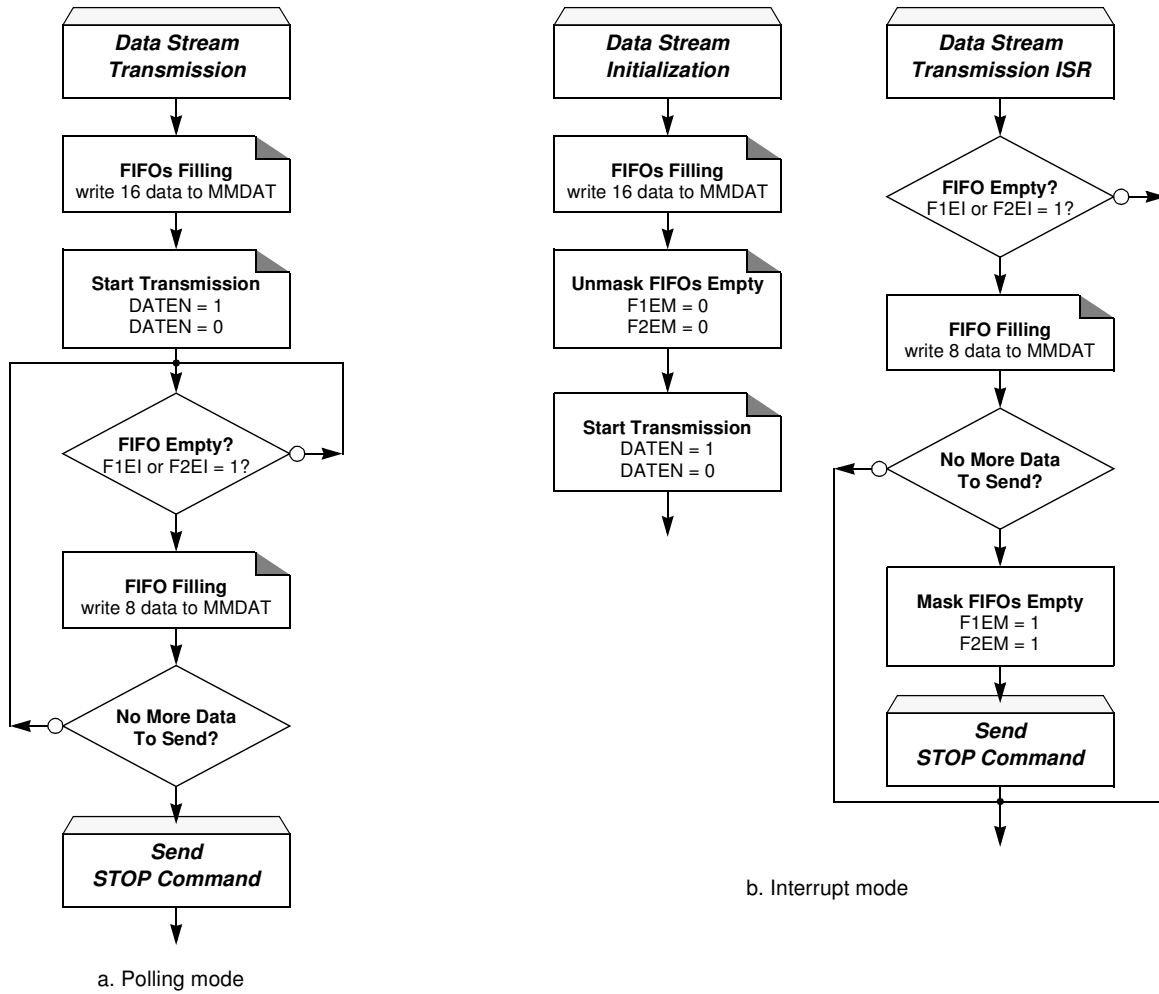 Data Stream
Transmission
FIFOs Filling
write 16 data to MMDAT
Start Transmission
DATEN = 1
DATEN = 0
FIFO Empty?
F1EI or F2EI = 1?
FIFO Filling
write 8 data to MMDAT
No More Data
To Send?
Send
STOP Command
a. Polling mode
Data Stream
Initialization
FIFOs Filling
write 16 data to MMDAT
Unmask FIFOs Empty
F1EM = 0
F2EM = 0
Start Transmission
DATEN = 1
DATEN = 0
Data Stream
Transmission ISR
FIFO Empty?
F1EI or F2EI = 1?
FIFO Filling
write 8 data to MMDAT
No More Data
To Send?
Mask FIFOs Empty
F1EM = 1
F2EM = 1
Send
STOP Command
b. Interrupt mode